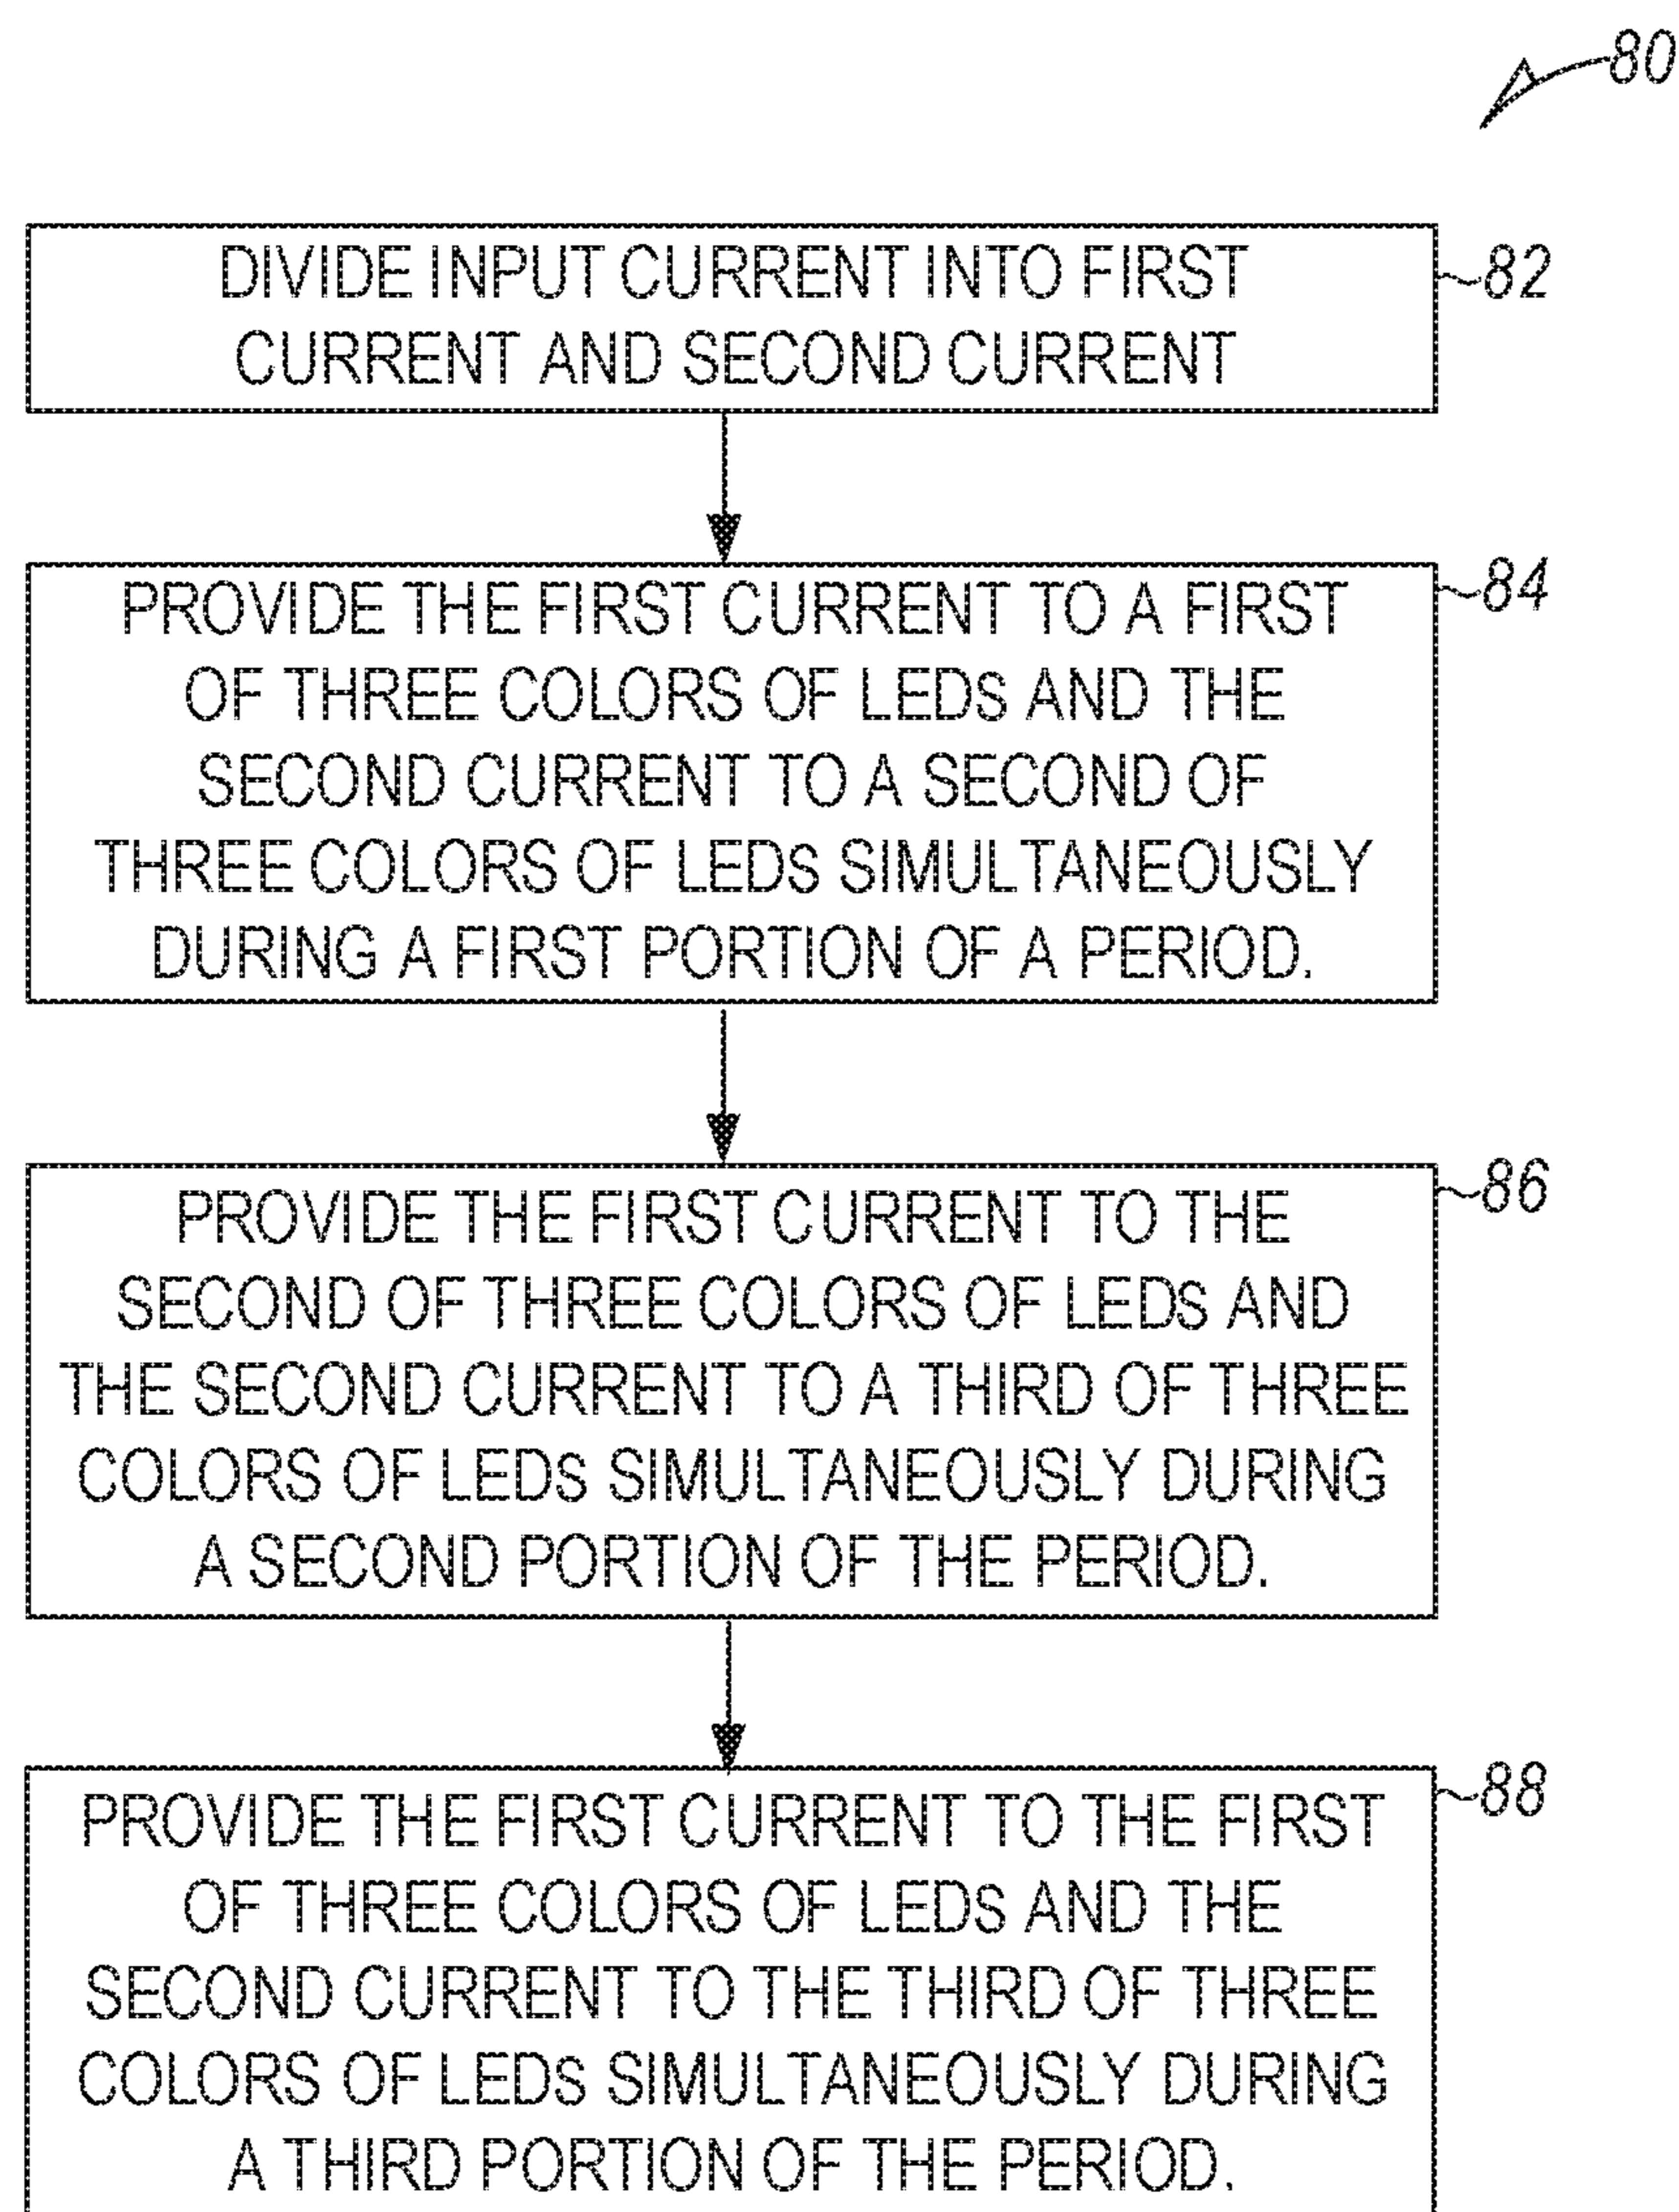 80
DIVIDE INPUT CURRENT INTO FIRST
CURRENT AND SECOND CURRENT
82
PROVIDE THE FIRST CURRENT TO A FIRST
OF THREE COLORS OF LEDs AND THE
SECOND CURRENT TO A SECOND OF
THREE COLORS OF LEDs SIMULTANEOUSLY
DURING A FIRST PORTION OF A PERIOD.
84
PROVIDE THE FIRST CURRENT TO THE
SECOND OF THREE COLORS OF LEDs AND
THE SECOND CURRENT TO A THIRD OF THREE
COLORS OF LEDs SIMULTANEOUSLY DURING
A SECOND PORTION OF THE PERIOD.
86
PROVIDE THE FIRST CURRENT TO THE FIRST
OF THREE COLORS OF LEDs AND THE
SECOND CURRENT TO THE THIRD OF THREE
COLORS OF LEDs SIMULTANEOUSLY DURING
A THIRD PORTION OF THE PERIOD.
88